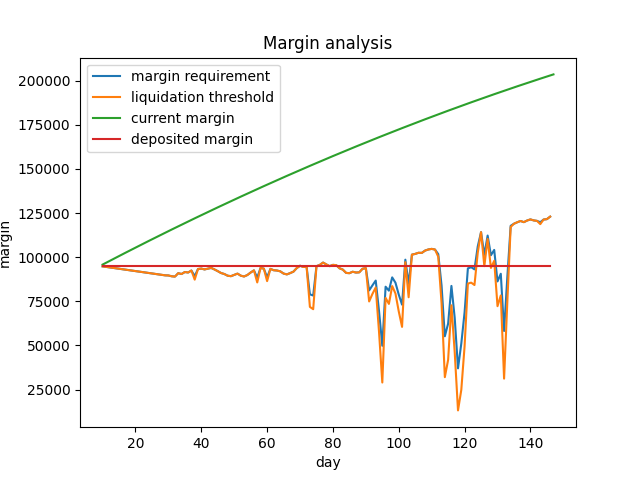 Margin analysis
margin requirement
liquidation threshold
current margin
deposited margin
200000
175000
150000
125000
100000
75000
50000
25000
margin
20 40 60 80 100 120 140
day